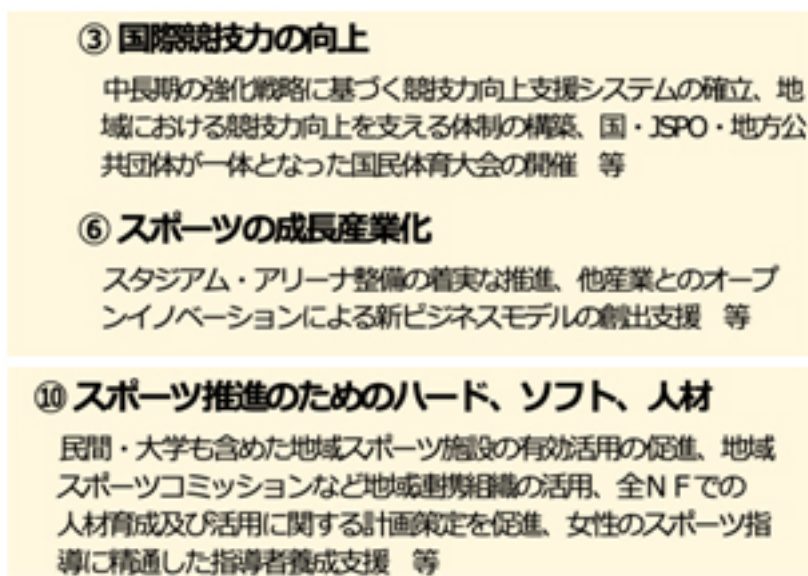 ③ 国際競技力の向上
中長期の強化戦略に基づく競技力向上支援システムの確立、地
域における競技力向上を支える体制の構築、国・JSPO・地方公
共団体が一体となった国民体育大会の開催　等
⑥ スポーツの成長産業化
スタジアム・アリーナ整備の着実な推進、他産業とのオープ
ンイノベーションによる新ビジネスモデルの創出支援　等
⑩ スポーツ推進のためのハード、ソフト、人材
民間・大学も含めた地域スポーツ施設の有効活用の促進、地域
スポーツコミッションなど地域連携組織の活用、全ＮＦでの
人材育成及び活用に関する計画策定を促進、女性のスポーツ指
導に精通した指導者養成支援　等